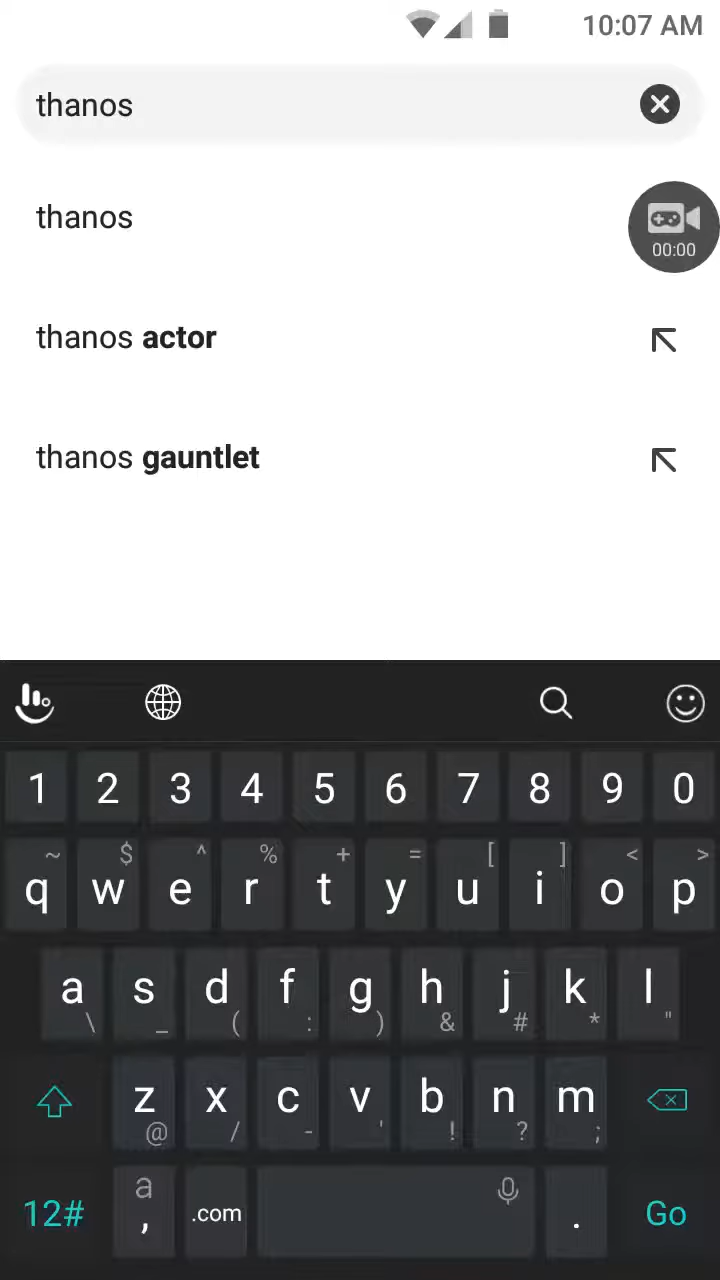 10:07 AM
thanos
thanos
00:00
thanos actor
thanos gauntlet
1 2 3 4 5 6 7 8 9 0
~ $ ^ % + = [ ] < >
q w e r t y u i o p
a s d f g h j k l
\ _ ( : ) & # * "
z x c v b n m
@ / - ' ! ? ;
a
12# , .com . Go